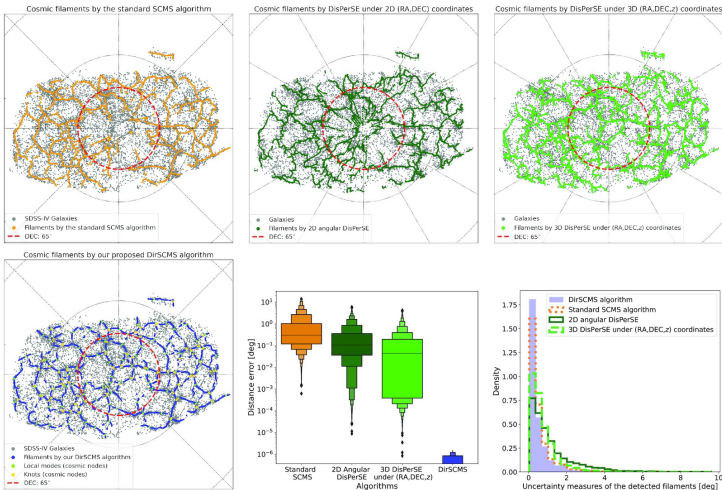 Cosmic filaments by the standard SCMS algorithm
SDSS-IV Galaxies
Filaments by the standard SCMS algorithm
DEC: 65°
Cosmic filaments by DisPerSE under 2D (RA,DEC) coordinates
Galaxies
Filaments by 2D angular DisPerSE
DEC: 65°
Cosmic filaments by DisPerSE under 3D (RA,DEC,z) coordinates
Galaxies
Filaments by 3D DisPerSE under (RA,DEC,z) coordinates
DEC: 65°
Cosmic filaments by our proposed DirSCMS algorithm
SDSS-IV Galaxies
Filaments by our DirSCMS algorithm
Local modes (cosmic nodes)
Knots (cosmic nodes)
DEC: 65°
Distance error [deg]
10¹
10⁰
10⁻¹
10⁻²
10⁻³
10⁻⁴
10⁻⁵
10⁻⁶
Standard SCMS
2D Angular DisPerSE
3D DisPerSE under (RA,DEC,z)
DirSCMS
Algorithms
DirSCMS algorithm
Standard SCMS algorithm
2D angular DisPerSE
3D DisPerSE under (RA,DEC,z) coordinates
Density
1.75
1.50
1.25
1.00
0.75
0.50
0.25
0.00
0 2 4 6 8 10
Uncertainty measures of the detected filaments [deg]